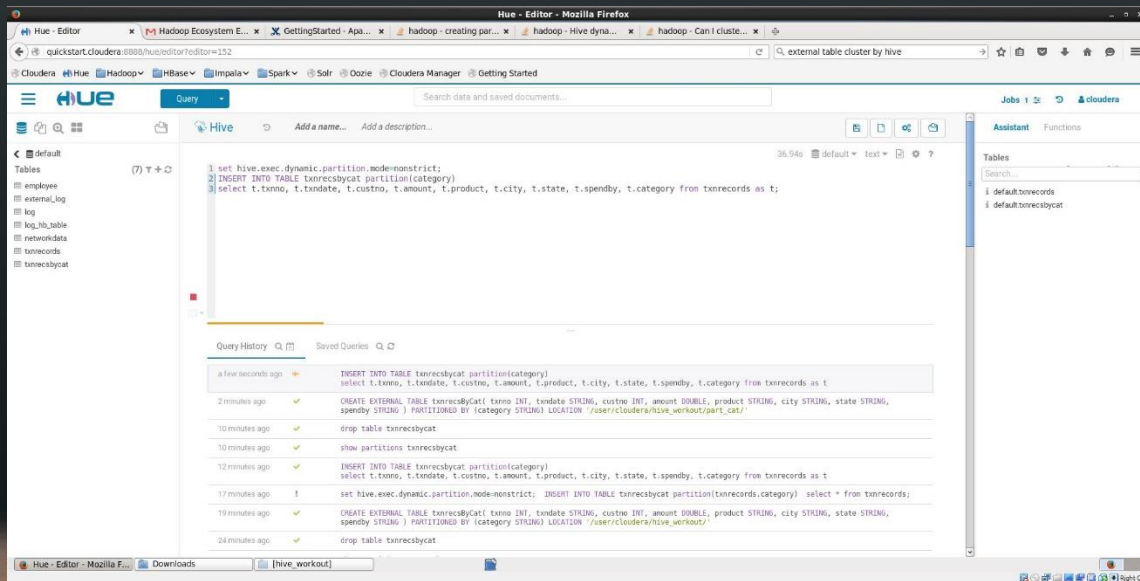 Hue - Editor - Mozilla Firefox
Hue - Editor
Hadoop Ecosystem E...
GettingStarted - Apa...
hadoop - creating par...
hadoop - Hive dyna...
hadoop - Can I cluste...
quickstart.cloudera:8888/hue/editor?editor=152
external table cluster by hive
Cloudera Hue Hadoop HBase Impala Spark Solr Oozie Cloudera Manager Getting Started
HUE
Query
Search data and saved documents...
Jobs 1
cloudera
Hive
Add a name... Add a description...
Assistant Functions
default
Tables (7)
employee
external_log
log
log_hb_table
networkdata
txnrecords
txnrecsbycat
36.94s default text ?
1 set hive.exec.dynamic.partition.mode=nonstrict;
2 INSERT INTO TABLE txnrecsbycat partition(category)
3 select t.txnno, t.txndate, t.custno, t.amount, t.product, t.city, t.state, t.spendby, t.category from txnrecords as t;
Tables
Search...
default.txnrecords
default.txnrecsbycat
Query History Saved Queries
a few seconds ago
INSERT INTO TABLE txnrecsbycat partition(category)
select t.txnno, t.txndate, t.custno, t.amount, t.product, t.city, t.state, t.spendby, t.category from txnrecords as t
2 minutes ago
CREATE EXTERNAL TABLE txnrecsByCat( txnno INT, txndate STRING, custno INT, amount DOUBLE, product STRING, city STRING, state STRING,
spendby STRING ) PARTITIONED BY (category STRING) LOCATION '/user/cloudera/hive_workout/part_cat/'
10 minutes ago
drop table txnrecsbycat
10 minutes ago
show partitions txnrecsbycat
12 minutes ago
INSERT INTO TABLE txnrecsbycat partition(category)
select t.txnno, t.txndate, t.custno, t.amount, t.product, t.city, t.state, t.spendby, t.category from txnrecords as t
17 minutes ago
! set hive.exec.dynamic.partition.mode=nonstrict; INSERT INTO TABLE txnrecsbycat partition(txnrecords.category) select * from txnrecords;
19 minutes ago
CREATE EXTERNAL TABLE txnrecsByCat( txnno INT, txndate STRING, custno INT, amount DOUBLE, product STRING, city STRING, state STRING,
spendby STRING ) PARTITIONED BY (category STRING) LOCATION '/user/cloudera/hive_workout/'
24 minutes ago
drop table txnrecsbycat
Hue - Editor - Mozilla F...
Downloads
[hive_workout]